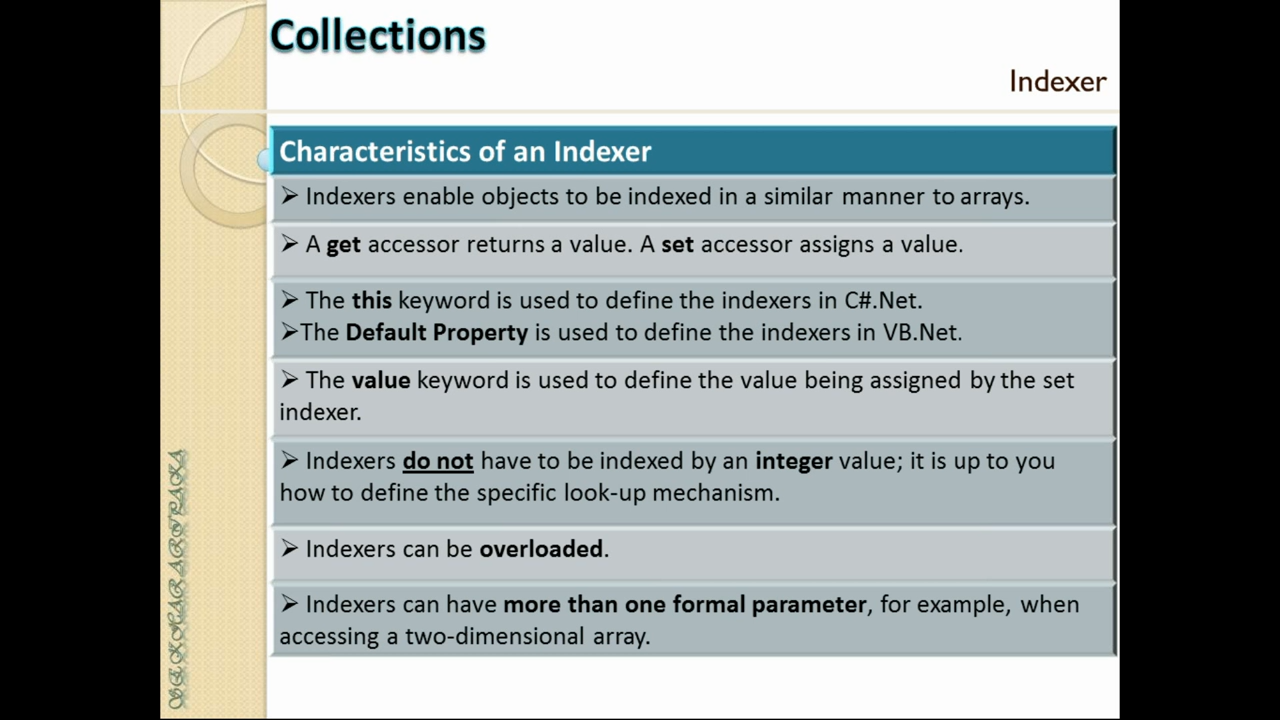 Collections
Indexer
Characteristics of an Indexer
➢ Indexers enable objects to be indexed in a similar manner to arrays.
➢ A get accessor returns a value. A set accessor assigns a value.
➢ The this keyword is used to define the indexers in C#.Net.
➢The Default Property is used to define the indexers in VB.Net.
➢ The value keyword is used to define the value being assigned by the set
indexer.
➢ Indexers do not have to be indexed by an integer value; it is up to you
how to define the specific look-up mechanism.
➢ Indexers can be overloaded.
➢ Indexers can have more than one formal parameter, for example, when
accessing a two-dimensional array.